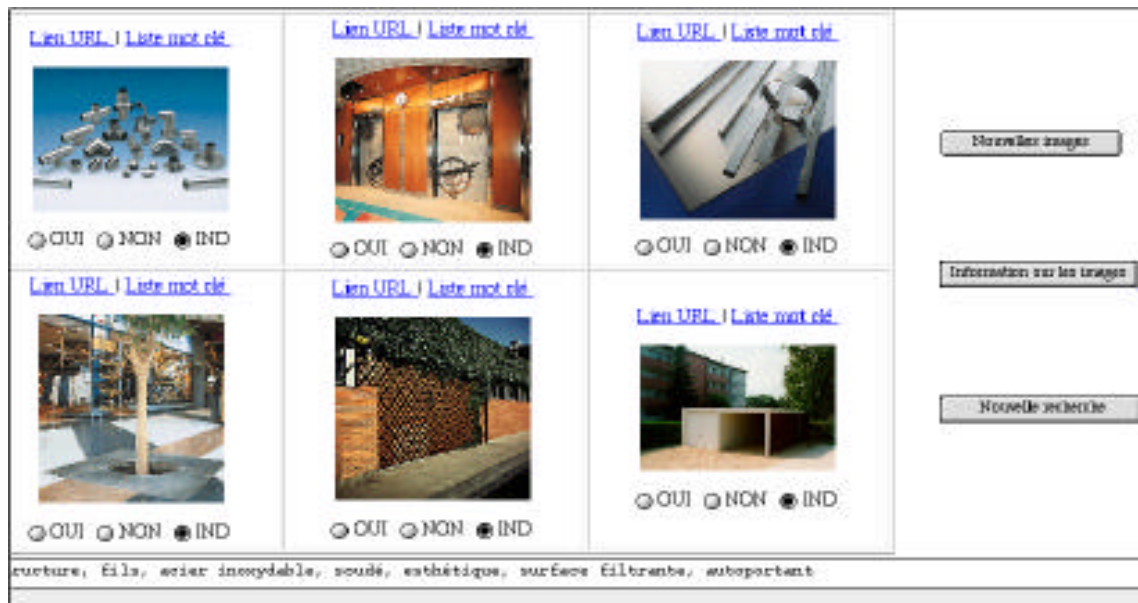 Lien URL | Liste mot clé
Lien URL | Liste mot clé
Lien URL | Liste mot clé
Nouvelles images
OUI NON IND
OUI NON IND
OUI NON IND
Information sur les images
Lien URL | Liste mot clé
Lien URL | Liste mot clé
Lien URL | Liste mot clé
Nouvelle recherche
OUI NON IND
OUI NON IND
OUI NON IND
ructure, fils, acier inoxydable, soudé, esthétique, surface filtrante, autoportant